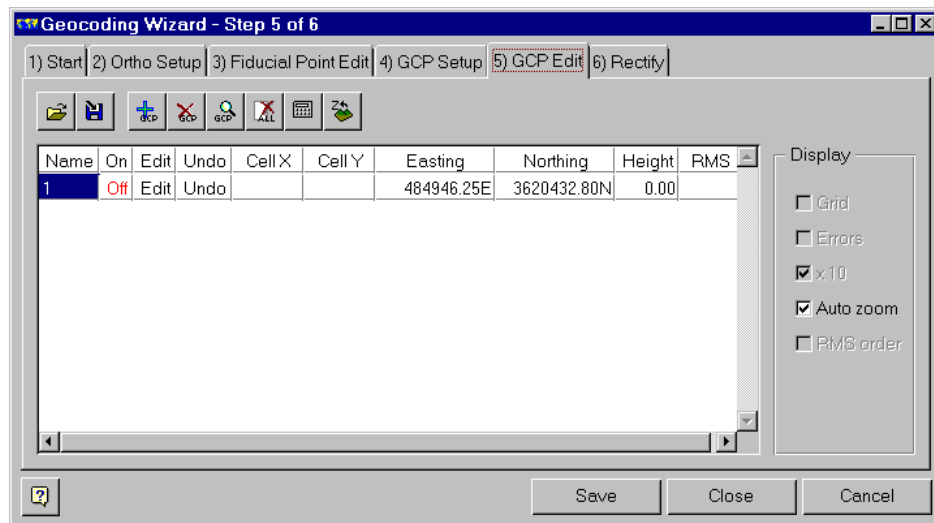 Geocoding Wizard - Step 5 of 6
1) Start 2) Ortho Setup 3) Fiducial Point Edit 4) GCP Setup 5) GCP Edit 6) Rectify
GCP GCP GCP ALL
Name On Edit Undo Cell X Cell Y Easting Northing Height RMS
1 Off Edit Undo 484946.25E 3620432.80N 0.00
Display
Grid
Errors
x 10
Auto zoom
RMS order
Save Close Cancel